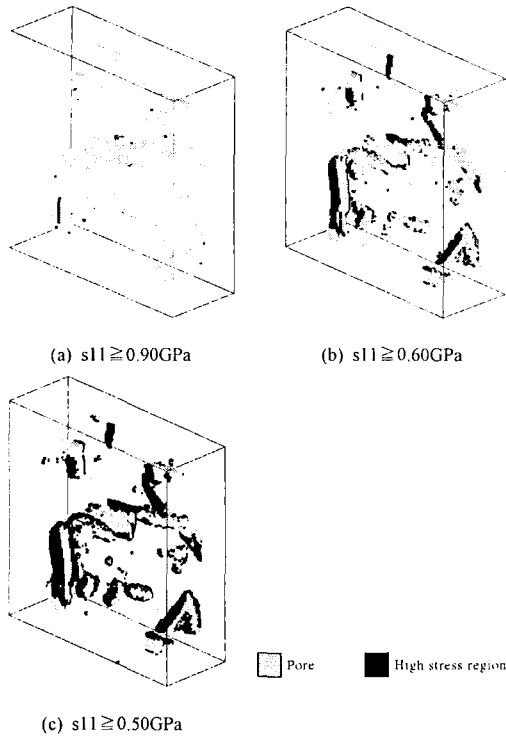 (a) s11≧0.90GPa
(b) s11≧0.60GPa
(c) s11≧0.50GPa
Pore
High stress region